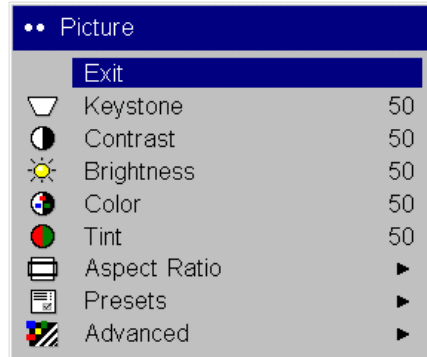 •• Picture
Exit
Keystone 50
Contrast 50
Brightness 50
Color 50
Tint 50
Aspect Ratio ▶
Presets ▶
Advanced ▶